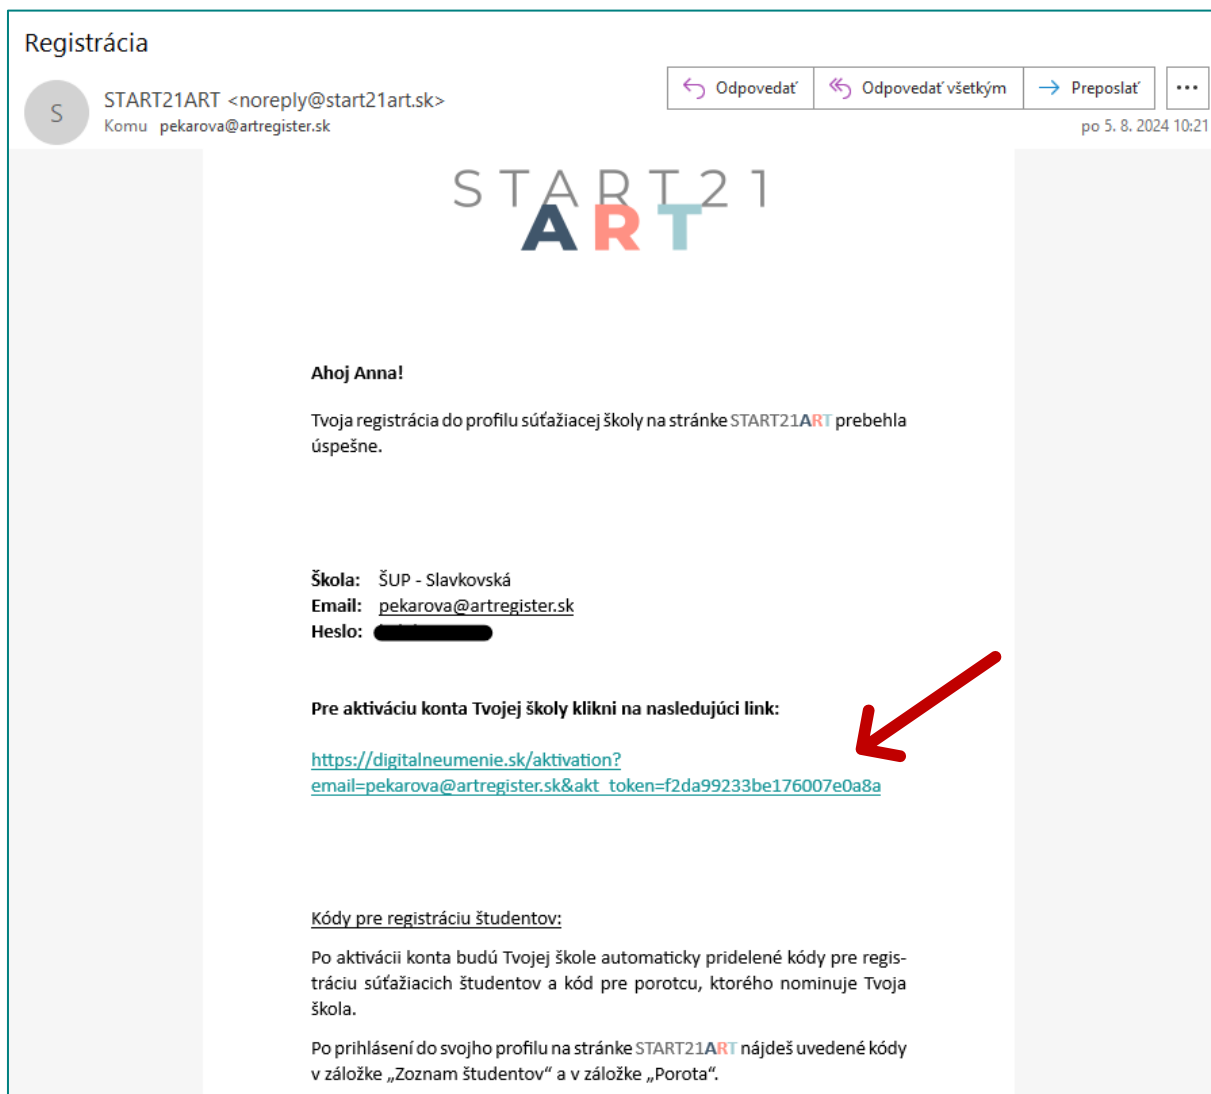 Registrácia
S
START21ART <noreply@start21art.sk>
Komu pekarova@artregister.sk
Odpovedať
Odpovedať všetkým
Preposlať
po 5. 8. 2024 10:21
START21
ART
Ahoj Anna!
Tvoja registrácia do profilu súťažiacej školy na stránke START21ART prebehla
úspešne.
Škola: ŠUP - Slavkovská
Email: pekarova@artregister.sk
Heslo:
Pre aktiváciu konta Tvojej školy klikni na nasledujúci link:
https://digitalneumenie.sk/aktivation?
email=pekarova@artregister.sk&akt_token=f2da99233be176007e0a8a
Kódy pre registráciu študentov:
Po aktivácii konta budú Tvojej škole automaticky pridelené kódy pre regis-
tráciu súťažiacich študentov a kód pre porotcu, ktorého nominuje Tvoja
škola.
Po prihlásení do svojho profilu na stránke START21ART nájdeš uvedené kódy
v záložke „Zoznam študentov“ a v záložke „Porota“.